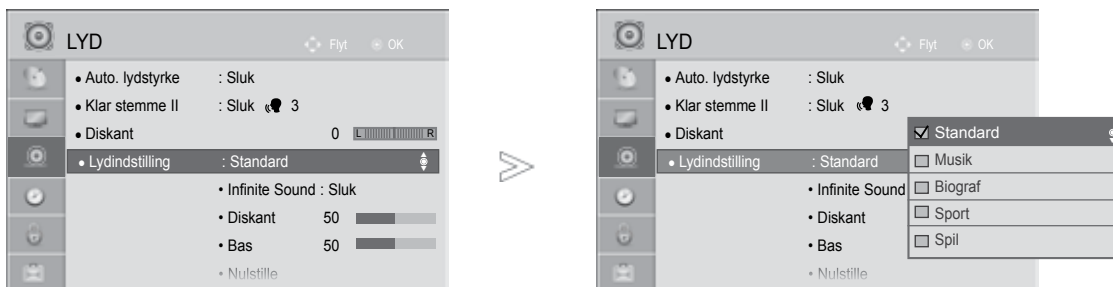 LYD
Flyt
OK
• Auto. lydstyrke : Sluk
• Klar stemme II : Sluk 3
• Diskant 0 L R
• Lydindstilling : Standard
• Infinite Sound : Sluk
• Diskant 50
• Bas 50
• Nulstille
LYD
Flyt
OK
• Auto. lydstyrke : Sluk
• Klar stemme II : Sluk 3
• Diskant
• Lydindstilling : Standard
• Infinite Sound
• Diskant
• Bas
• Nulstille
Standard
Musik
Biograf
Sport
Spil